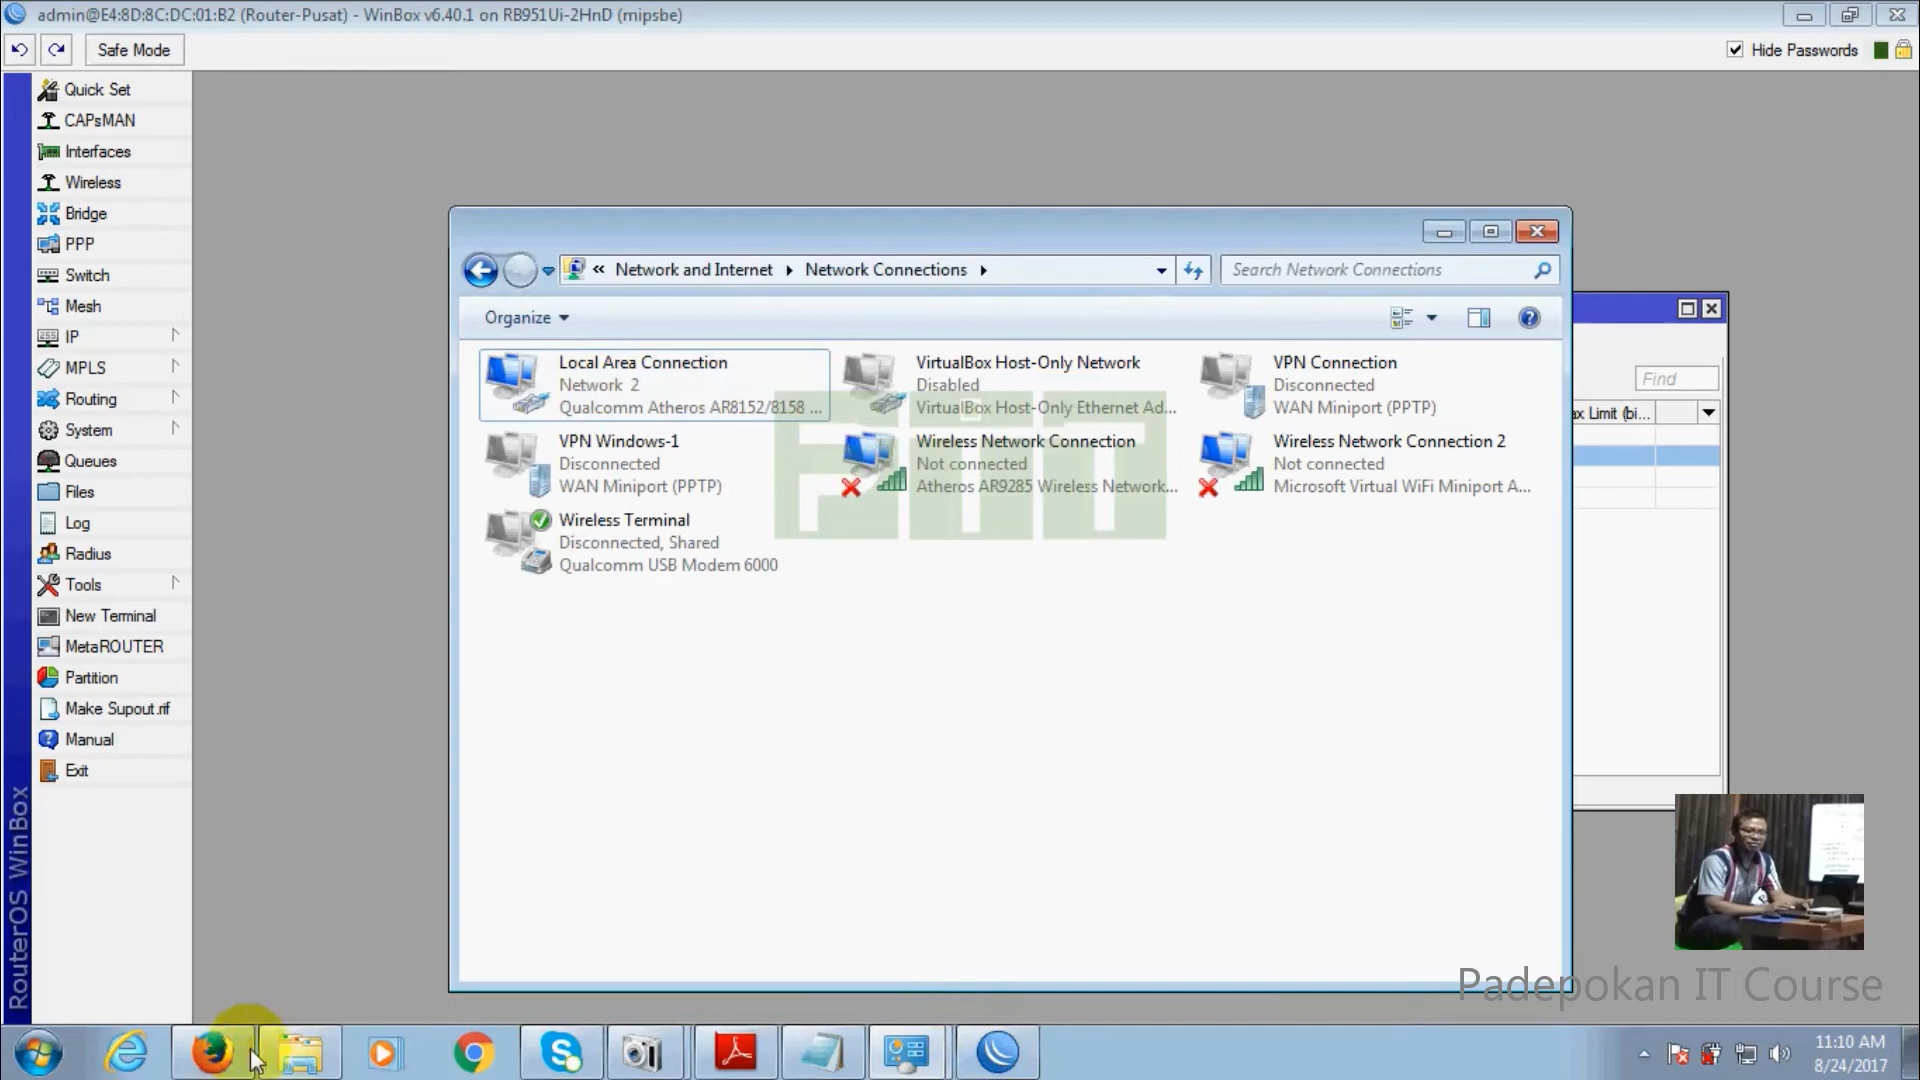 admin@E4:8D:8C:DC:01:B2 (Router-Pusat) - WinBox v6.40.1 on RB951Ui-2HnD (mipsbe)
Safe Mode
Hide Passwords
Quick Set
CAPsMAN
Interfaces
Wireless
Bridge
PPP
Switch
Mesh
IP
MPLS
Routing
System
Queues
Files
Log
Radius
Tools
New Terminal
MetaROUTER
Partition
Make Supout.rif
Manual
Exit
RouterOS WinBox
« Network and Internet Network Connections
Search Network Connections
Organize
Local Area Connection
Network 2
Qualcomm Atheros AR8152/8158 ...
VirtualBox Host-Only Network
Disabled
VirtualBox Host-Only Ethernet Ad...
VPN Connection
Disconnected
WAN Miniport (PPTP)
VPN Windows-1
Disconnected
WAN Miniport (PPTP)
Wireless Network Connection
Not connected
Atheros AR9285 Wireless Network...
Wireless Network Connection 2
Not connected
Microsoft Virtual WiFi Miniport A...
Wireless Terminal
Disconnected, Shared
Qualcomm USB Modem 6000
Find
ax Limit (bi...
Padepokan IT Course
11:10 AM
8/24/2017